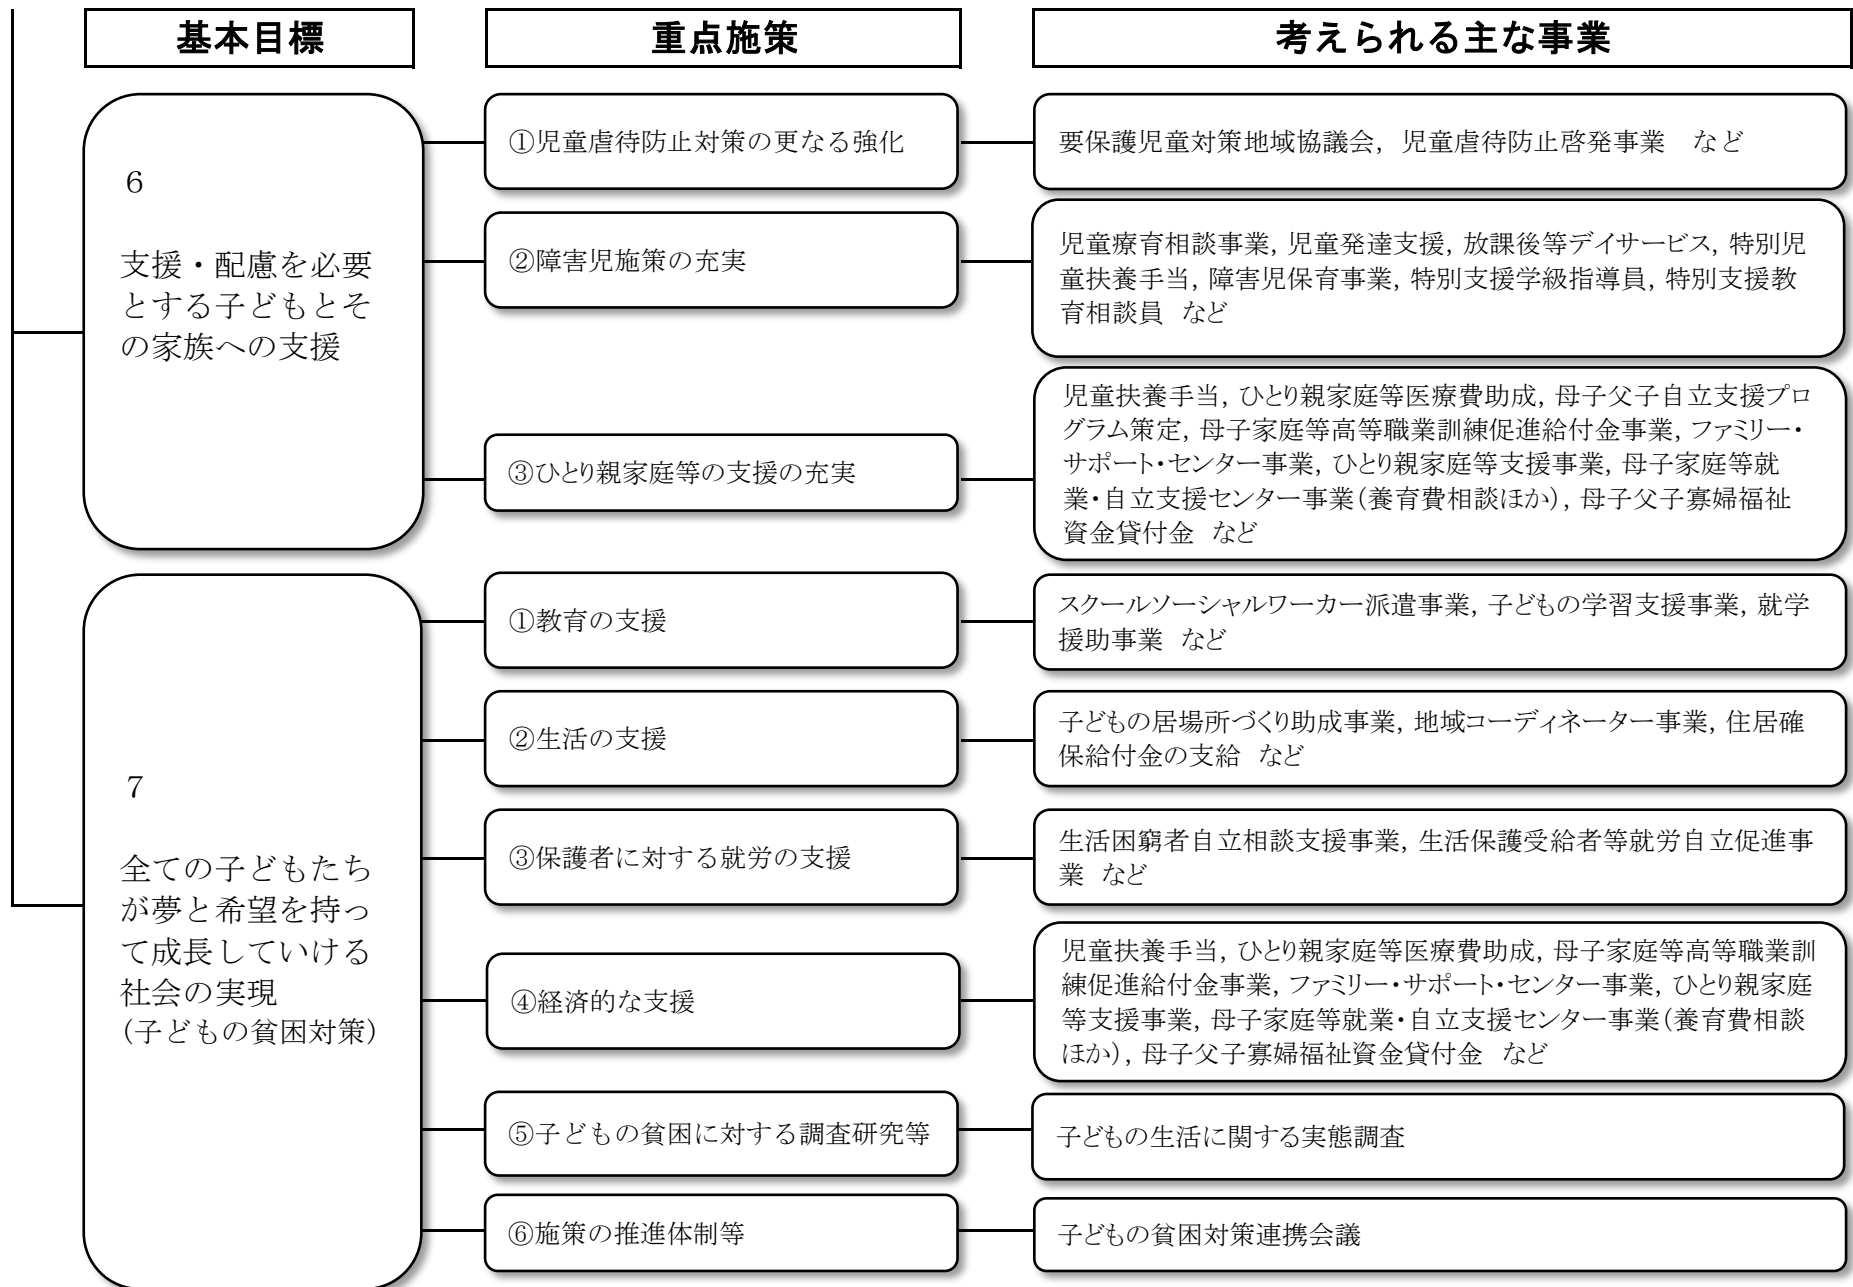 基本目標
重点施策
考えられる主な事業
6
支援・配慮を必要
とする子どもとそ
の家族への支援
①児童虐待防止対策の更なる強化
要保護児童対策地域協議会, 児童虐待防止啓発事業　など
②障害児施策の充実
児童療育相談事業, 児童発達支援, 放課後等デイサービス, 特別児
童扶養手当, 障害児保育事業, 特別支援学級指導員, 特別支援教
育相談員　など
③ひとり親家庭等の支援の充実
児童扶養手当, ひとり親家庭等医療費助成, 母子父子自立支援プロ
グラム策定, 母子家庭等高等職業訓練促進給付金事業, ファミリー・
サポート・センター事業, ひとり親家庭等支援事業, 母子家庭等就
業・自立支援センター事業（養育費相談ほか）, 母子父子寡婦福祉
資金貸付金　など
7
全ての子どもたち
が夢と希望を持っ
て成長していける
社会の実現
（子どもの貧困対策）
①教育の支援
スクールソーシャルワーカー派遣事業, 子どもの学習支援事業, 就学
援助事業　など
②生活の支援
子どもの居場所づくり助成事業, 地域コーディネーター事業, 住居確
保給付金の支給　など
③保護者に対する就労の支援
生活困窮者自立相談支援事業, 生活保護受給者等就労自立促進事
業　など
④経済的な支援
児童扶養手当, ひとり親家庭等医療費助成, 母子家庭等高等職業訓
練促進給付金事業, ファミリー・サポート・センター事業, ひとり親家庭
等支援事業, 母子家庭等就業・自立支援センター事業（養育費相談
ほか）, 母子父子寡婦福祉資金貸付金　など
⑤子どもの貧困に対する調査研究等
子どもの生活に関する実態調査
⑥施策の推進体制等
子どもの貧困対策連携会議